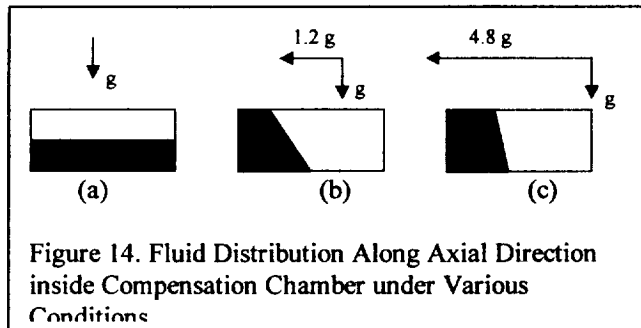 1.2 g
4.8 g
g
g
g
(a)
(b)
(c)
Figure 14. Fluid Distribution Along Axial Direction
inside Compensation Chamber under Various
Conditions